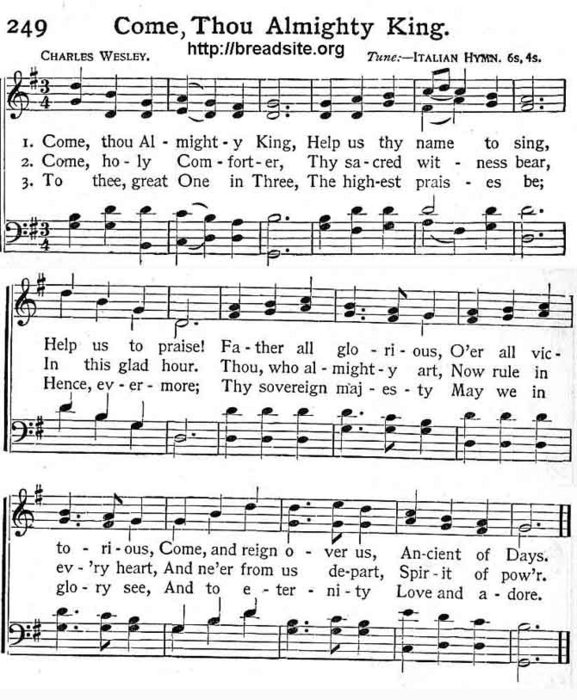 249 Come, Thou Almighty King.
http://breadsite.org
CHARLES WESLEY. Tune:—ITALIAN HYMN. 6s, 4s.
1. Come, thou Al - might - y King, Help us thy name to sing,
2. Come, ho - ly Com - fort - er, Thy sa - cred wit - ness bear,
3. To thee, great One in Three, The high - est prais - es be;
Help us to praise! Fa - ther all glo - ri - ous, O'er all vic -
In this glad hour. Thou, who al - might - y art, Now rule in
Hence, ev - er - more; Thy sovereign maj - es - ty May we in
to - ri - ous, Come, and reign o - ver us, An - cient of Days.
ev - 'ry heart, And ne'er from us de - part, Spir - it of pow'r.
glo - ry see, And to e - ter - ni - ty Love and a - dore.